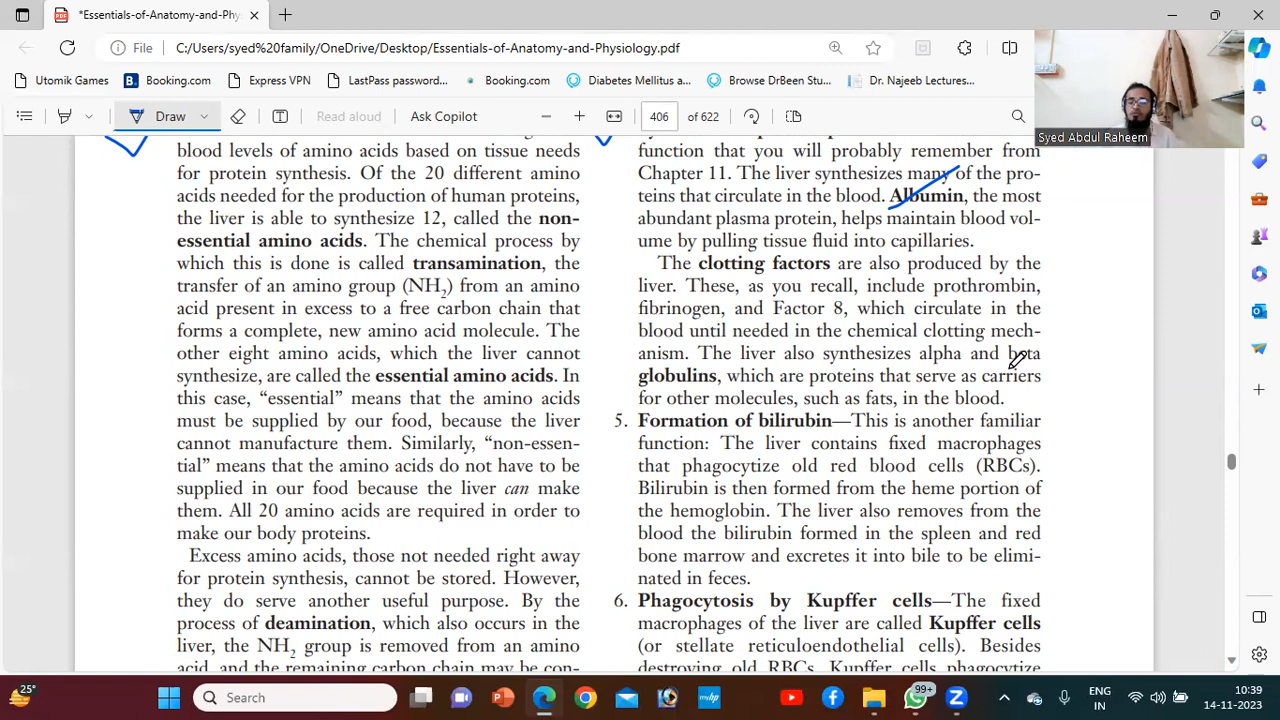 *Essentials-of-Anatomy-and-Phy
File
C:/Users/syed%20family/OneDrive/Desktop/Essentials-of-Anatomy-and-Physiology.pdf
Utomik Games
Booking.com
Express VPN
LastPass password...
Booking.com
Diabetes Mellitus a...
Browse DrEeen Stu...
Dr. Najeeb Lectures...
Draw
Read aloud
Ask Copilot
406 of 622
Syed Abdul Raheem
blood levels of amino acids based on tissue needs
for protein synthesis. Of the 20 different amino
acids needed for the production of human proteins,
the liver is able to synthesize 12, called the non-
essential amino acids. The chemical process by
which this is done is called transamination, the
transfer of an amino group (NH2) from an amino
acid present in excess to a free carbon chain that
forms a complete, new amino acid molecule. The
other eight amino acids, which the liver cannot
synthesize, are called the essential amino acids. In
this case, “essential” means that the amino acids
must be supplied by our food, because the liver
cannot manufacture them. Similarly, “non-essen-
tial” means that the amino acids do not have to be
supplied in our food because the liver can make
them. All 20 amino acids are required in order to
make our body proteins.
Excess amino acids, those not needed right away
for protein synthesis, cannot be stored. However,
they do serve another useful purpose. By the
process of deamination, which also occurs in the
liver, the NH2 group is removed from an amino
acid, and the remaining carbon chain may be con-
function that you will probably remember from
Chapter 11. The liver synthesizes many of the pro-
teins that circulate in the blood. Albumin, the most
abundant plasma protein, helps maintain blood vol-
ume by pulling tissue fluid into capillaries.
The clotting factors are also produced by the
liver. These, as you recall, include prothrombin,
fibrinogen, and Factor 8, which circulate in the
blood until needed in the chemical clotting mech-
anism. The liver also synthesizes alpha and beta
globulins, which are proteins that serve as carriers
for other molecules, such as fats, in the blood.
5. Formation of bilirubin—This is another familiar
function: The liver contains fixed macrophages
that phagocytize old red blood cells (RBCs).
Bilirubin is then formed from the heme portion of
the hemoglobin. The liver also removes from the
blood the bilirubin formed in the spleen and red
bone marrow and excretes it into bile to be elimi-
nated in feces.
6. Phagocytosis by Kupffer cells—The fixed
macrophages of the liver are called Kupffer cells
(or stellate reticuloendothelial cells). Besides
destroying old RBCs, Kupffer cells phagocytize
25°
Search
99+
ENG
IN
10:39
14-11-2023